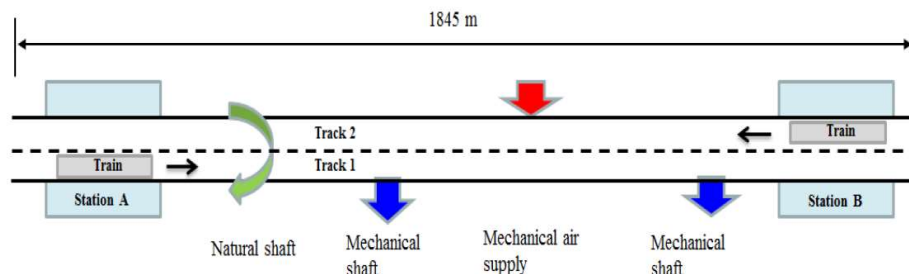 1845 m
Track 2
Train
Train
Track 1
Station A
Station B
Natural shaft
Mechanical
shaft
Mechanical air
supply
Mechanical
shaft